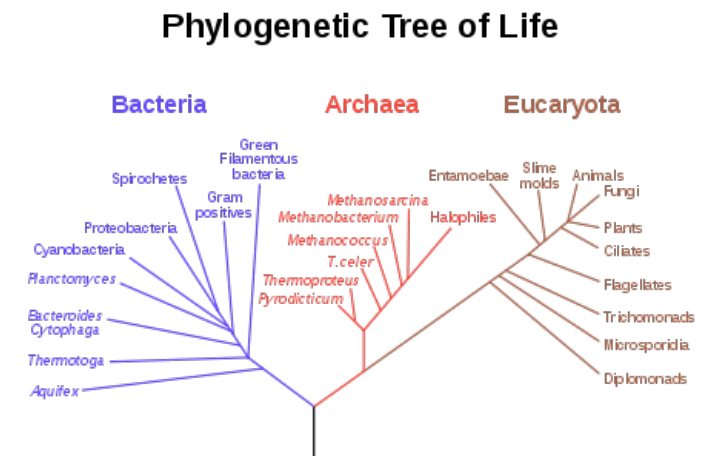 Phylogenetic Tree of Life
Bacteria
Archaea
Eucaryota
Green
Filamentous
bacteria
Spirochetes
Gram
positives
Proteobacteria
Cyanobacteria
Planctomyces
Bacteroides
Cytophaga
Thermotoga
Aquifex
Methanosarcina
Methanobacterium
Halophiles
Methanococcus
T.celer
Thermoproteus
Pyrodicticum
Entamoebae
Slime
molds
Animals
Fungi
Plants
Ciliates
Flagellates
Trichomonads
Microsporidia
Diplomonads